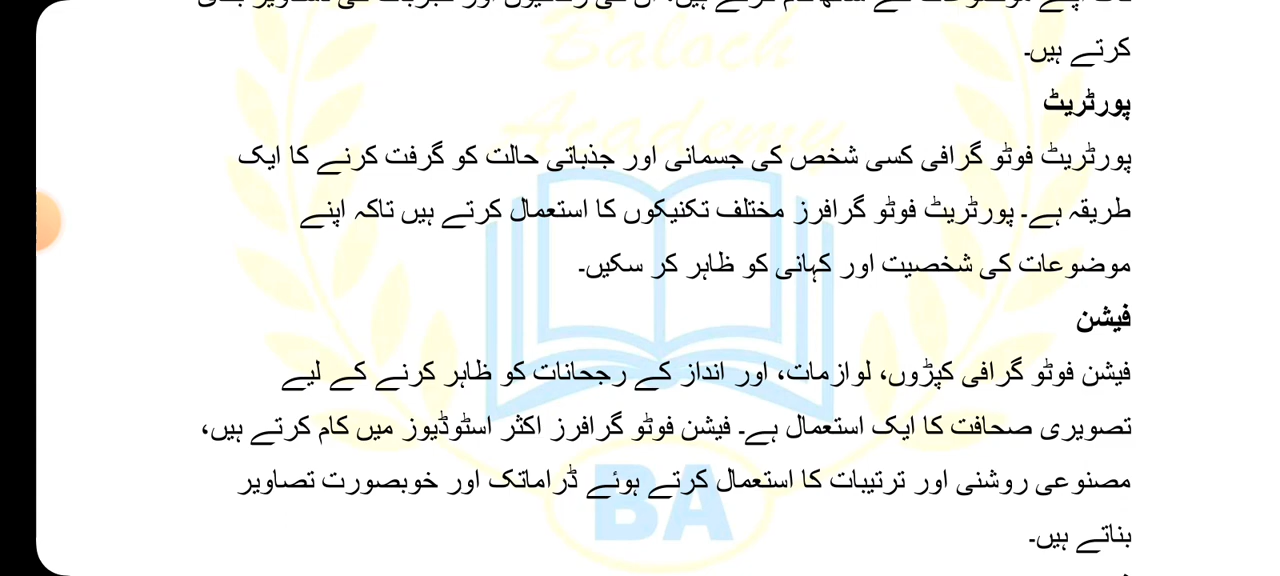 کرتے ہیں۔
پورٹریٹ
پورٹریٹ فوٹو گرافی کسی شخص کی جسمانی اور جذباتی حالت کو گرفت کرنے کا ایک
طریقہ ہے۔ پورٹریٹ فوٹو گرافرز مختلف تکنیکوں کا استعمال کرتے ہیں تاکہ اپنے
موضوعات کی شخصیت اور کہانی کو ظاہر کر سکیں۔
فیشن
فیشن فوٹو گرافی کپڑوں، لوازمات، اور انداز کے رجحانات کو ظاہر کرنے کے لیے
تصویری صحافت کا ایک استعمال ہے۔ فیشن فوٹو گرافرز اکثر اسٹوڈیوز میں کام کرتے ہیں،
مصنوعی روشنی اور ترتیبات کا استعمال کرتے ہوئے ڈراماتک اور خوبصورت تصاویر
بناتے ہیں۔
Baloch
Academy
BA